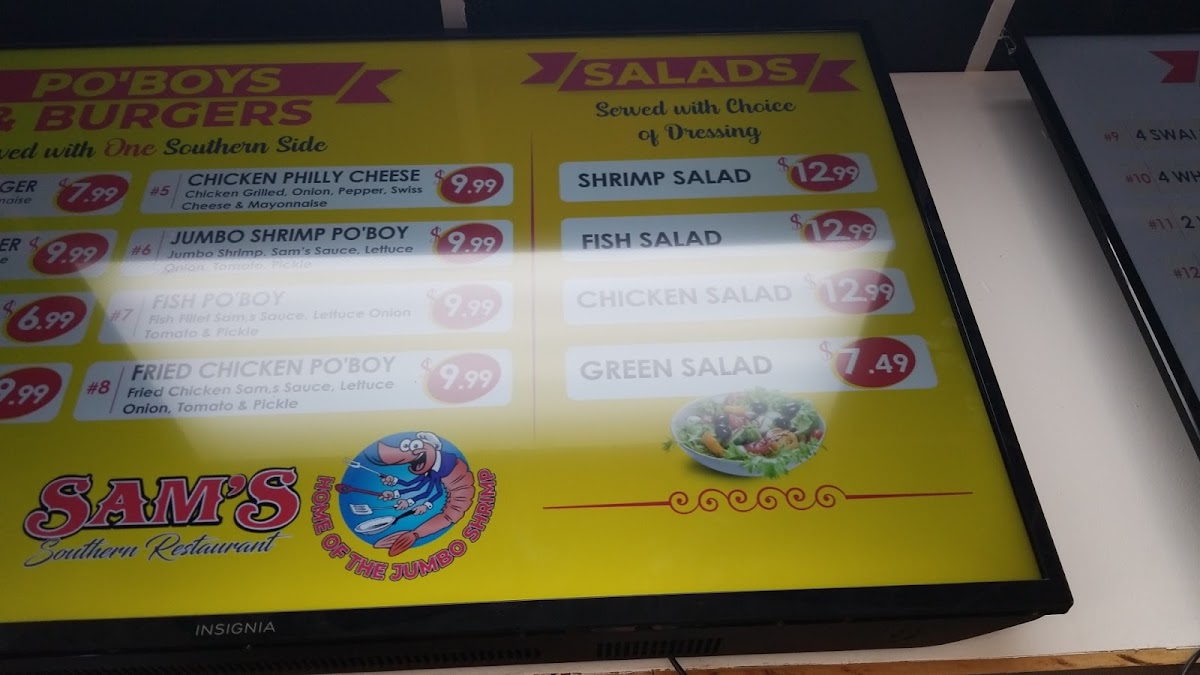 PO'BOYS
& BURGERS
ved with One Southern Side
GER
naise
$7.99
ER
e
$9.99
$6.99
9.99
#5 CHICKEN PHILLY CHEESE
Chicken Grilled, Onion, Pepper, Swiss
Cheese & Mayonnaise
$9.99
#6 JUMBO SHRIMP PO'BOY
Jumbo Shrimp, Sam's Sauce, Lettuce
Onion, Tomato, Pickle
$9.99
#7 FISH PO'BOY
Fish Fillet Sam,s Sauce, Lettuce Onion
Tomato & Pickle
$9.99
#8 FRIED CHICKEN PO'BOY
Fried Chicken Sam,s Sauce, Lettuce
Onion, Tomato & Pickle
$9.99
SALADS
Served with Choice
of Dressing
SHRIMP SALAD $12.99
FISH SALAD $12.99
CHICKEN SALAD $12.99
GREEN SALAD $7.49
SAM'S
Southern Restaurant
HOME OF THE JUMBO SHRIMP
INSIGNIA
#9 4 SWAI
#10 4 WH
#11 2
#12